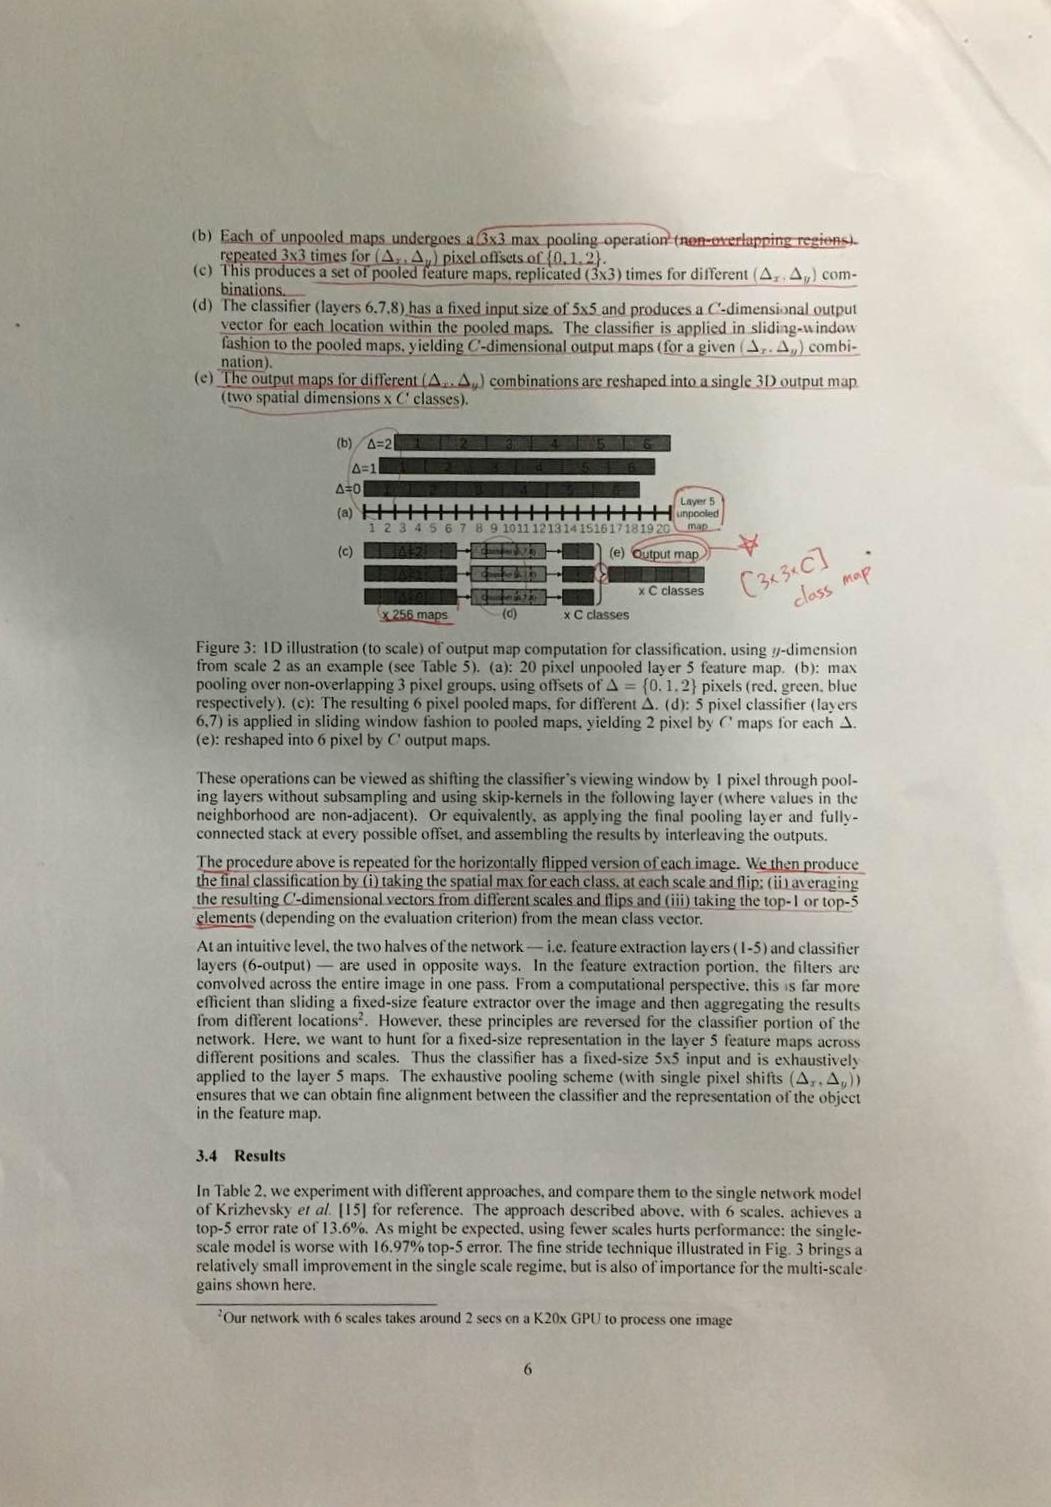 (b) Each of unpooled maps undergoes a 3x3 max pooling operation (non-overlapping regions),
repeated 3x3 times for (Δx, Δy) pixel offsets of {0, 1, 2}.
(c) This produces a set of pooled feature maps, replicated (3x3) times for different (Δx, Δy) com-
binations.
(d) The classifier (layers 6,7,8) has a fixed input size of 5x5 and produces a C-dimensional output
vector for each location within the pooled maps. The classifier is applied in sliding-window
fashion to the pooled maps, yielding C-dimensional output maps (for a given (Δx, Δy) combi-
nation).
(e) The output maps for different (Δx, Δy) combinations are reshaped into a single 3D output map
(two spatial dimensions x C classes).
(b) Δ=2 1 2 3 4 5 6
Δ=1 2 3 4 5 6
Δ=0 2 3 4
(a) Layer 5
unpooled
map
1 2 3 4 5 6 7 8 9 10 11 12 13 14 15 16 17 18 19 20
(c) (e) Output map
[3x3xC]
class map
x C classes
x 256 maps (d) x C classes
Figure 3: 1D illustration (to scale) of output map computation for classification, using y-dimension
from scale 2 as an example (see Table 5). (a): 20 pixel unpooled layer 5 feature map. (b): max
pooling over non-overlapping 3 pixel groups, using offsets of Δ = {0, 1, 2} pixels (red, green, blue
respectively). (c): The resulting 6 pixel pooled maps, for different Δ. (d): 5 pixel classifier (layers
6,7) is applied in sliding window fashion to pooled maps, yielding 2 pixel by C maps for each Δ.
(e): reshaped into 6 pixel by C output maps.
These operations can be viewed as shifting the classifier's viewing window by 1 pixel through pool-
ing layers without subsampling and using skip-kernels in the following layer (where values in the
neighborhood are non-adjacent). Or equivalently, as applying the final pooling layer and fully-
connected stack at every possible offset, and assembling the results by interleaving the outputs.
The procedure above is repeated for the horizontally flipped version of each image. We then produce
the final classification by (i) taking the spatial max for each class, at each scale and flip; (ii) averaging
the resulting C-dimensional vectors from different scales and flips and (iii) taking the top-1 or top-5
elements (depending on the evaluation criterion) from the mean class vector.
At an intuitive level, the two halves of the network — i.e. feature extraction layers (1-5) and classifier
layers (6-output) — are used in opposite ways. In the feature extraction portion, the filters are
convolved across the entire image in one pass. From a computational perspective, this is far more
efficient than sliding a fixed-size feature extractor over the image and then aggregating the results
from different locations². However, these principles are reversed for the classifier portion of the
network. Here, we want to hunt for a fixed-size representation in the layer 5 feature maps across
different positions and scales. Thus the classifier has a fixed-size 5x5 input and is exhaustively
applied to the layer 5 maps. The exhaustive pooling scheme (with single pixel shifts (Δx, Δy))
ensures that we can obtain fine alignment between the classifier and the representation of the object
in the feature map.
3.4 Results
In Table 2, we experiment with different approaches, and compare them to the single network model
of Krizhevsky et al. [15] for reference. The approach described above, with 6 scales, achieves a
top-5 error rate of 13.6%. As might be expected, using fewer scales hurts performance: the single-
scale model is worse with 16.97% top-5 error. The fine stride technique illustrated in Fig. 3 brings a
relatively small improvement in the single scale regime, but is also of importance for the multi-scale
gains shown here.
²Our network with 6 scales takes around 2 secs on a K20x GPU to process one image
6